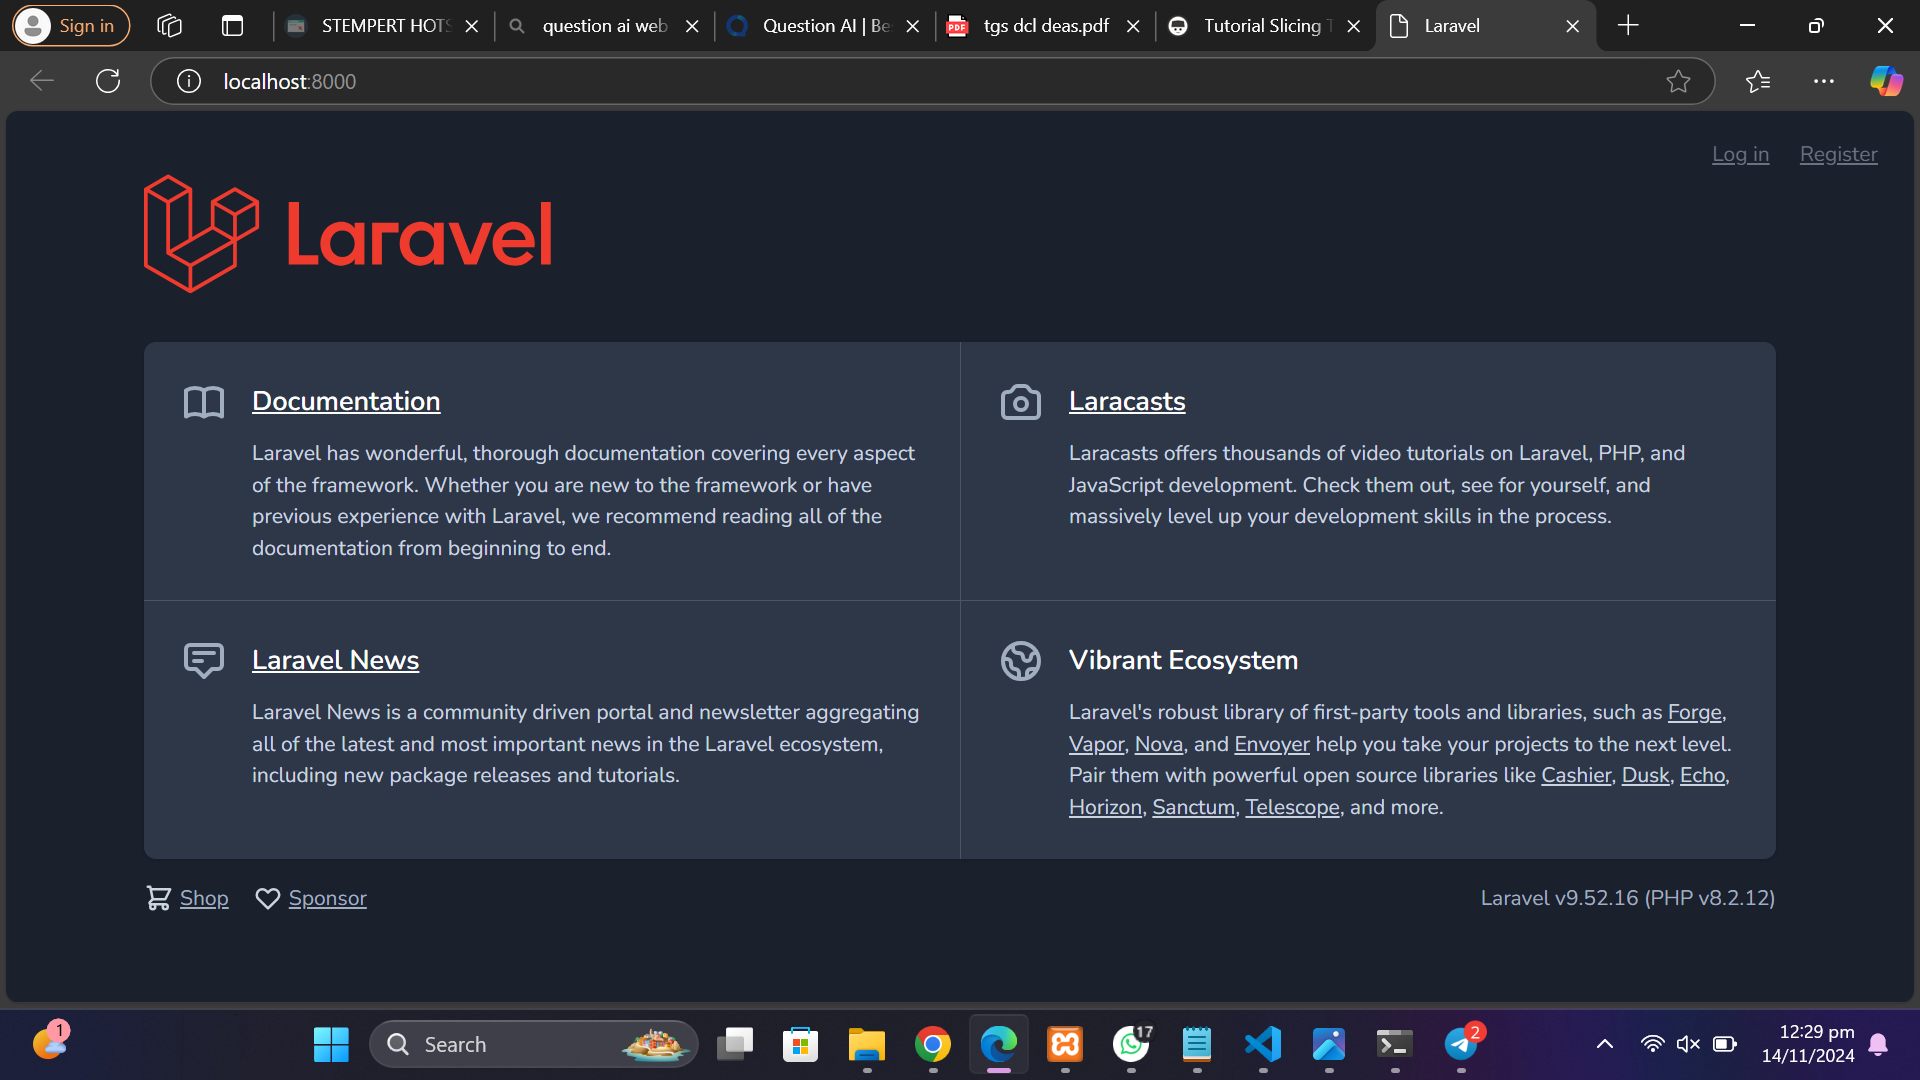 Sign in
STEMPERT HOTS
question ai web
Question AI | Be
tgs dcl deas.pdf
Tutorial Slicing T
Laravel
localhost:8000
Log in
Register
Laravel
Documentation
Laravel has wonderful, thorough documentation covering every aspect
of the framework. Whether you are new to the framework or have
previous experience with Laravel, we recommend reading all of the
documentation from beginning to end.
Laracasts
Laracasts offers thousands of video tutorials on Laravel, PHP, and
JavaScript development. Check them out, see for yourself, and
massively level up your development skills in the process.
Laravel News
Laravel News is a community driven portal and newsletter aggregating
all of the latest and most important news in the Laravel ecosystem,
including new package releases and tutorials.
Vibrant Ecosystem
Laravel's robust library of first-party tools and libraries, such as Forge,
Vapor, Nova, and Envoyer help you take your projects to the next level.
Pair them with powerful open source libraries like Cashier, Dusk, Echo,
Horizon, Sanctum, Telescope, and more.
Shop
Sponsor
Laravel v9.52.16 (PHP v8.2.12)
1
Search
17
2
12:29 pm
14/11/2024